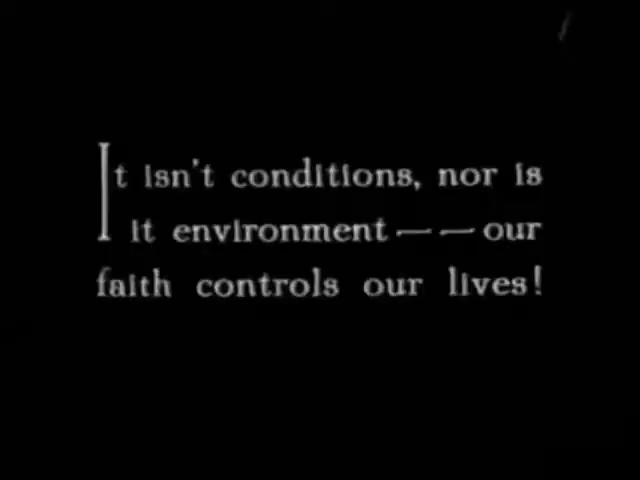 It isn't conditions, nor is
it environment — — our
faith controls our lives!